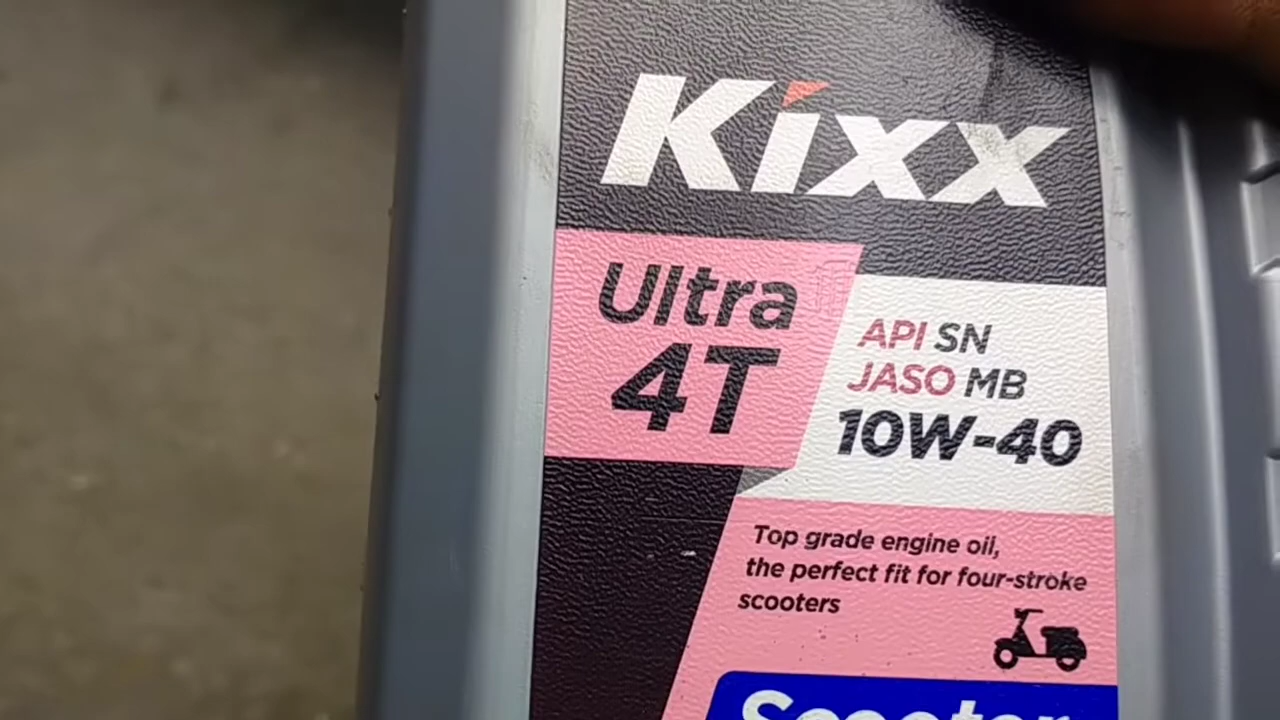 Kixx
Ultra
4T
API SN
JASO MB
10W-40
Top grade engine oil,
the perfect fit for four-stroke
scooters
Scooter